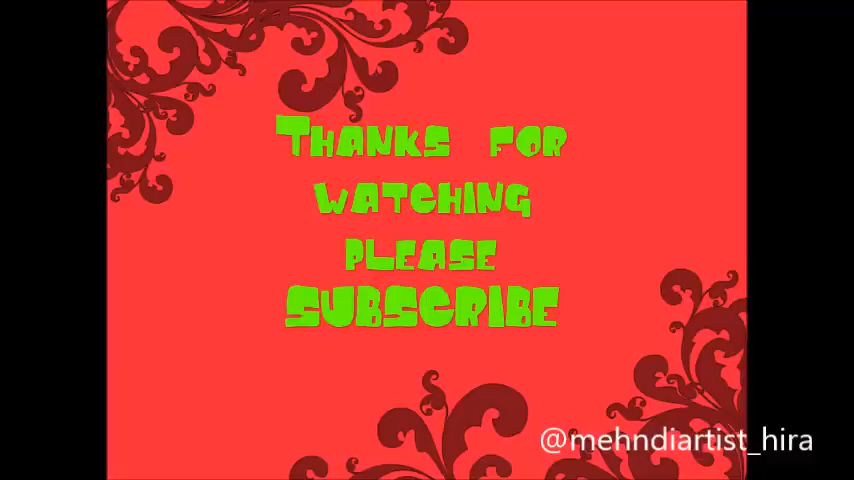 Thanks for
watching
please
SUBSCRIBE
@mehndiartist_hira